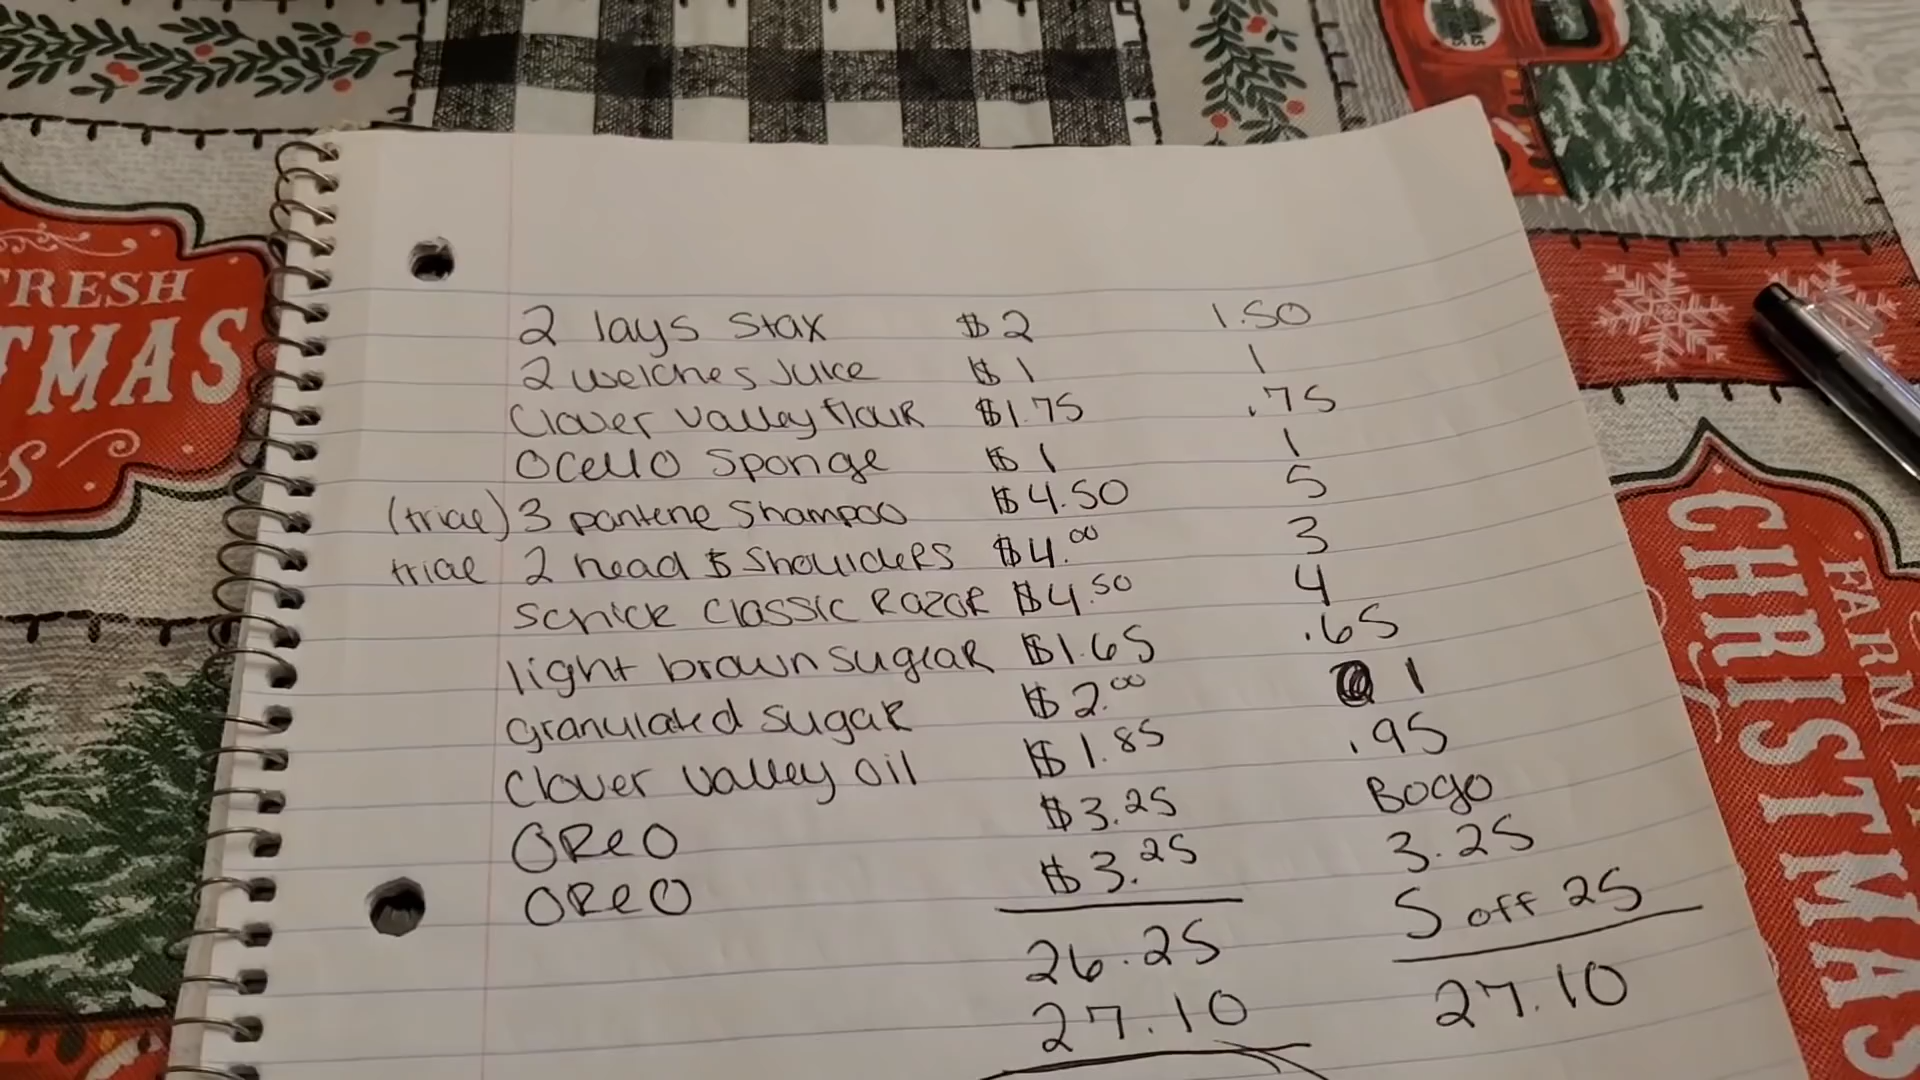 FRESH
TMAS
S
2 lays stax $2 1.50
2 welches Juice $1 1
Clover valley flour $1.75 .75
Ocello Sponge $1 1
(trial) 3 pantene shampoo $4.50 5
trial 2 head $ Shoulders $4.00 3
Schick Classic Razor $4.50 4
light brown sugar $1.65 .65
granulated sugar $2.00 1
Clover valley oil $1.85 .95
OReO $3.25 BOGO
OReO $3.25 3.25
5 off 25
26.25
27.10 27.10
FARM
CHRISTMAS